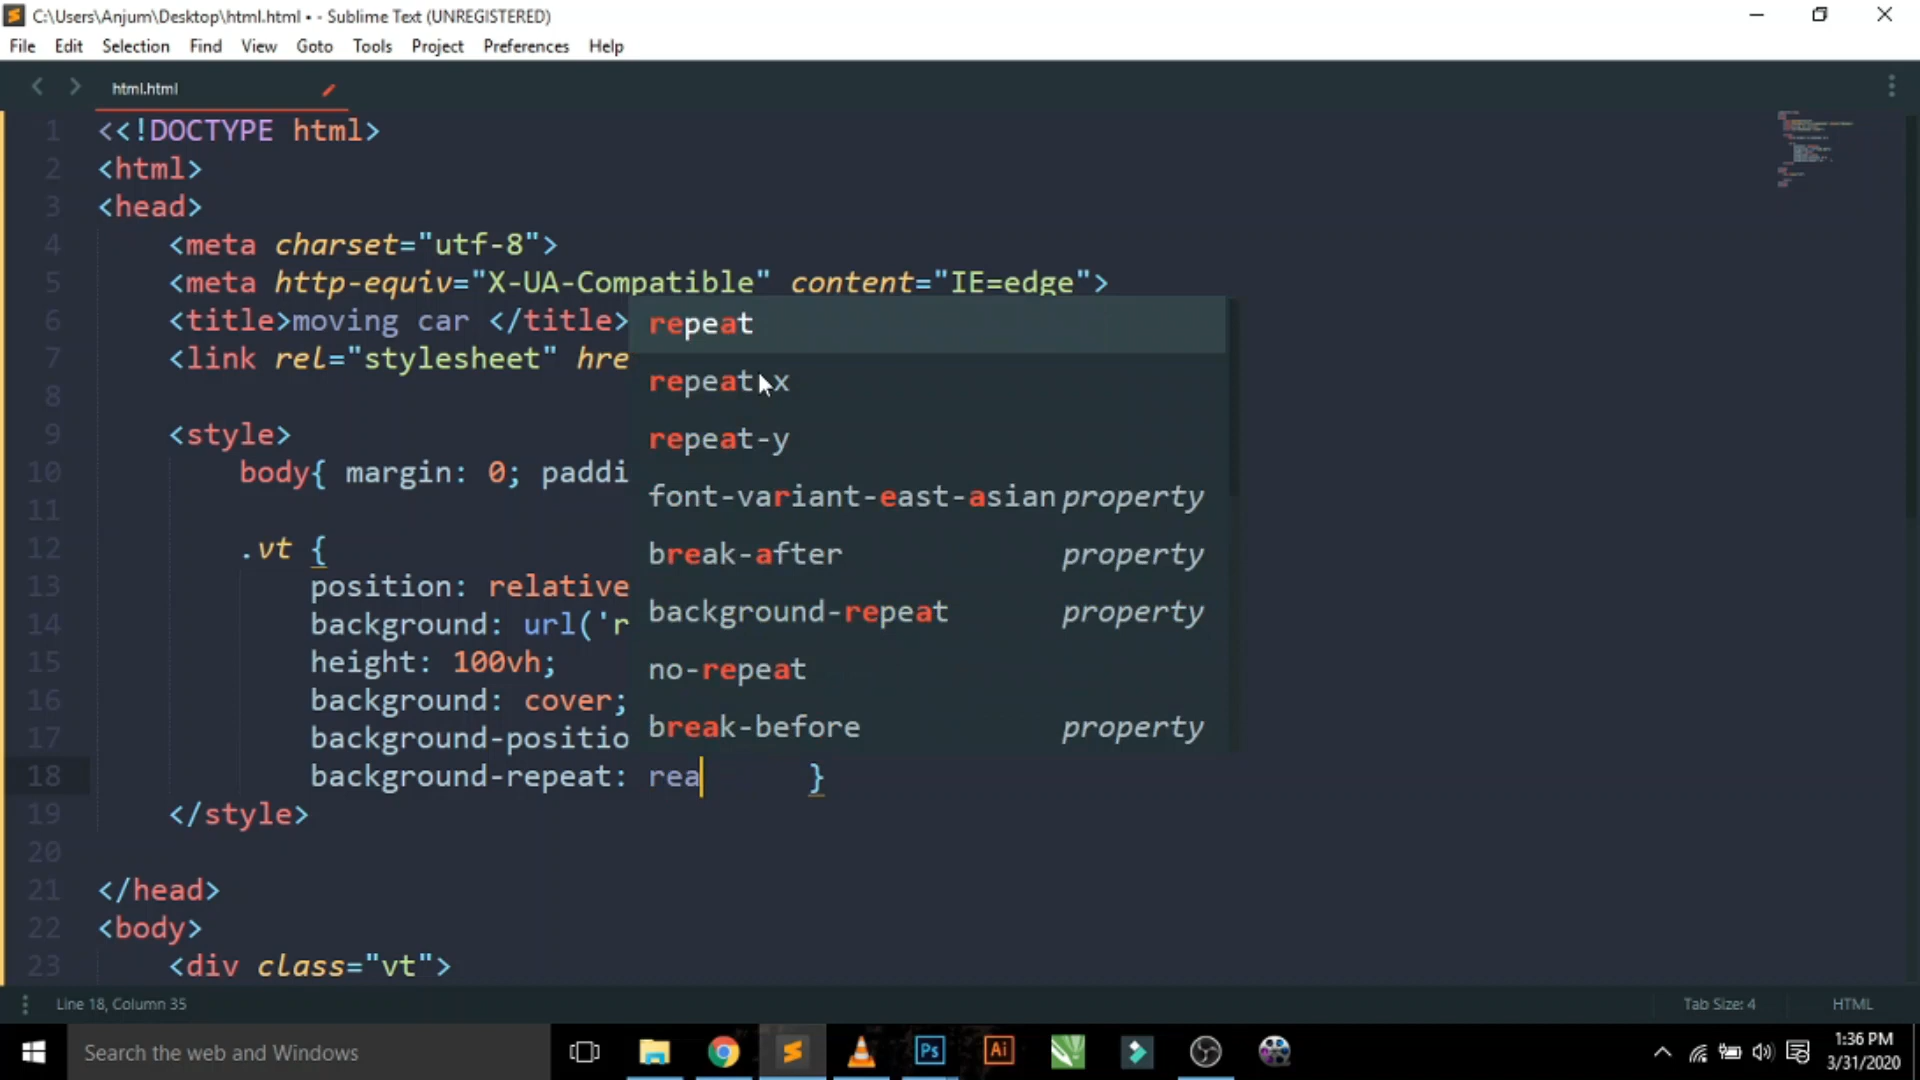 C:\Users\Anjum\Desktop\html.html • - Sublime Text (UNREGISTERED)
File Edit Selection Find View Goto Tools Project Preferences Help
html.html
1 <<!DOCTYPE html>
2 <html>
3 <head>
4 <meta charset="utf-8">
5 <meta http-equiv="X-UA-Compatible" content="IE=edge">
6 <title>moving car </title>
7 <link rel="stylesheet" hre
8
9 <style>
10 body{ margin: 0; paddi
11
12 .vt {
13 position: relative
14 background: url('r
15 height: 100vh;
16 background: cover;
17 background-positio
18 background-repeat: rea }
19 </style>
20
21 </head>
22 <body>
23 <div class="vt">
repeat
repeat-x
repeat-y
font-variant-east-asian property
break-after property
background-repeat property
no-repeat
break-before property
Line 18, Column 35
Tab Size: 4 HTML
Search the web and Windows
Ps
Ai
1:36 PM
3/31/2020